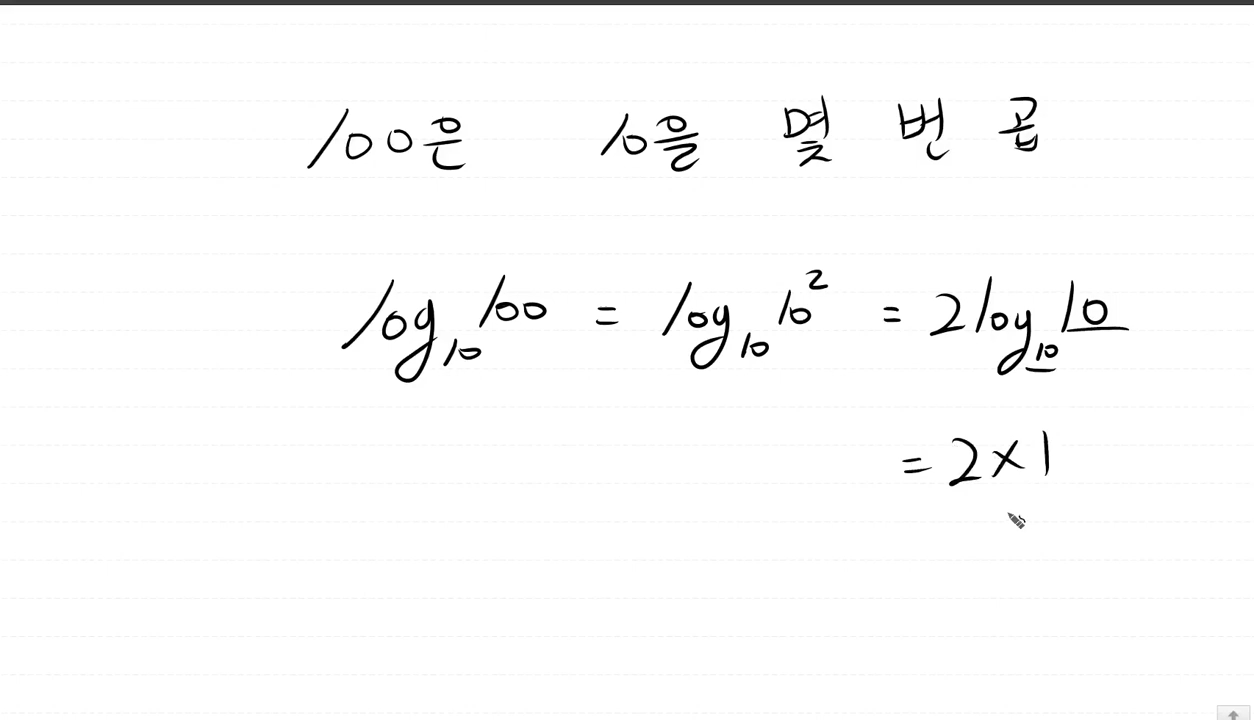 100은 10을 몇 번 곱
log₁₀100 = log₁₀10² = 2log₁₀10
= 2×1